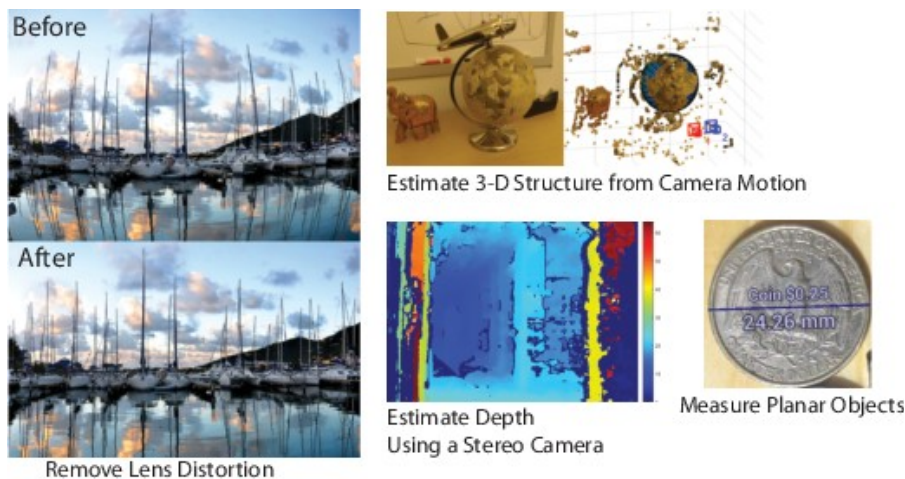 Before
After
Remove Lens Distortion
Estimate 3-D Structure from Camera Motion
Estimate Depth
Using a Stereo Camera
Coin $0.25
24.26 mm
Measure Planar Objects